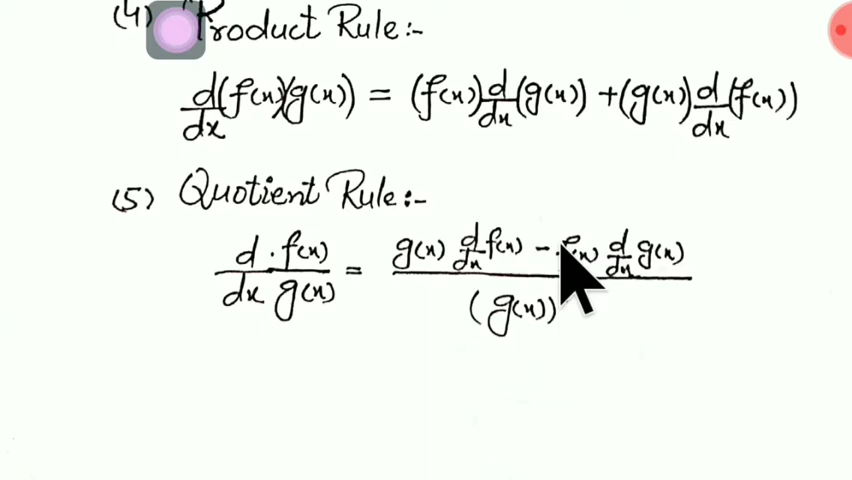 (4) Product Rule:-
d/dx (f(x))(g(x)) = (f(x)) d/dx (g(x)) + (g(x)) d/dx (f(x))
(5) Quotient Rule:-
d/dx · f(x)/g(x) = g(x) d/dx f(x) - f(x) d/dx g(x) / (g(x))